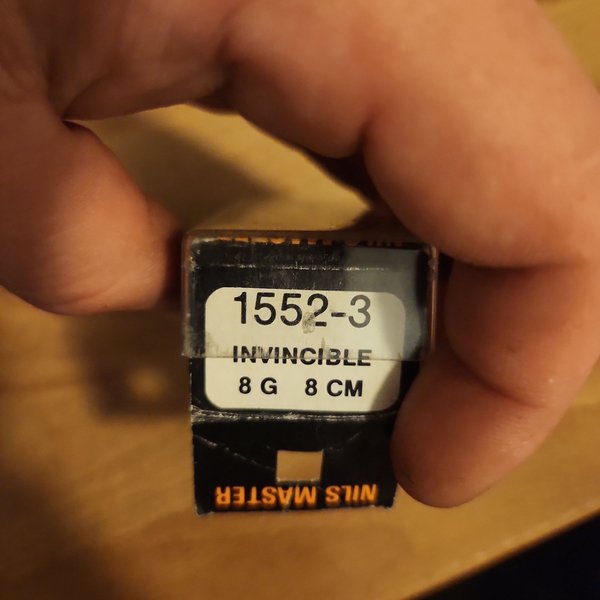 1552-3
INVINCIBLE
8 G 8 CM
NILS MASTER